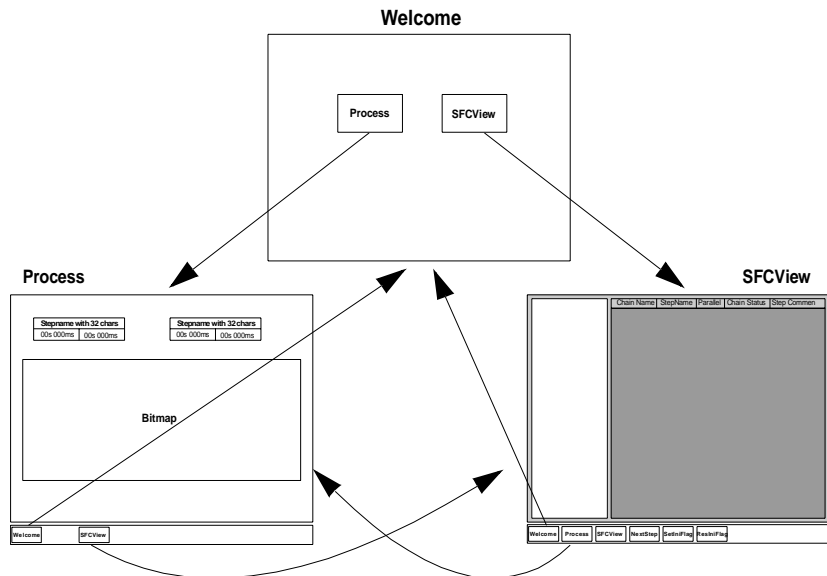 Welcome
Process
SFCView
Process
SFCView
Stepname with 32 chars
00s 000ms
00s 000ms
Stepname with 32 chars
00s 000ms
00s 000ms
Bitmap
Welcome
SFCView
Chain Name
StepName
Parallel
Chain Status
Step Commen
Welcome
Process
SFCView
NextStep
SetIniFlag
ResIniFlag